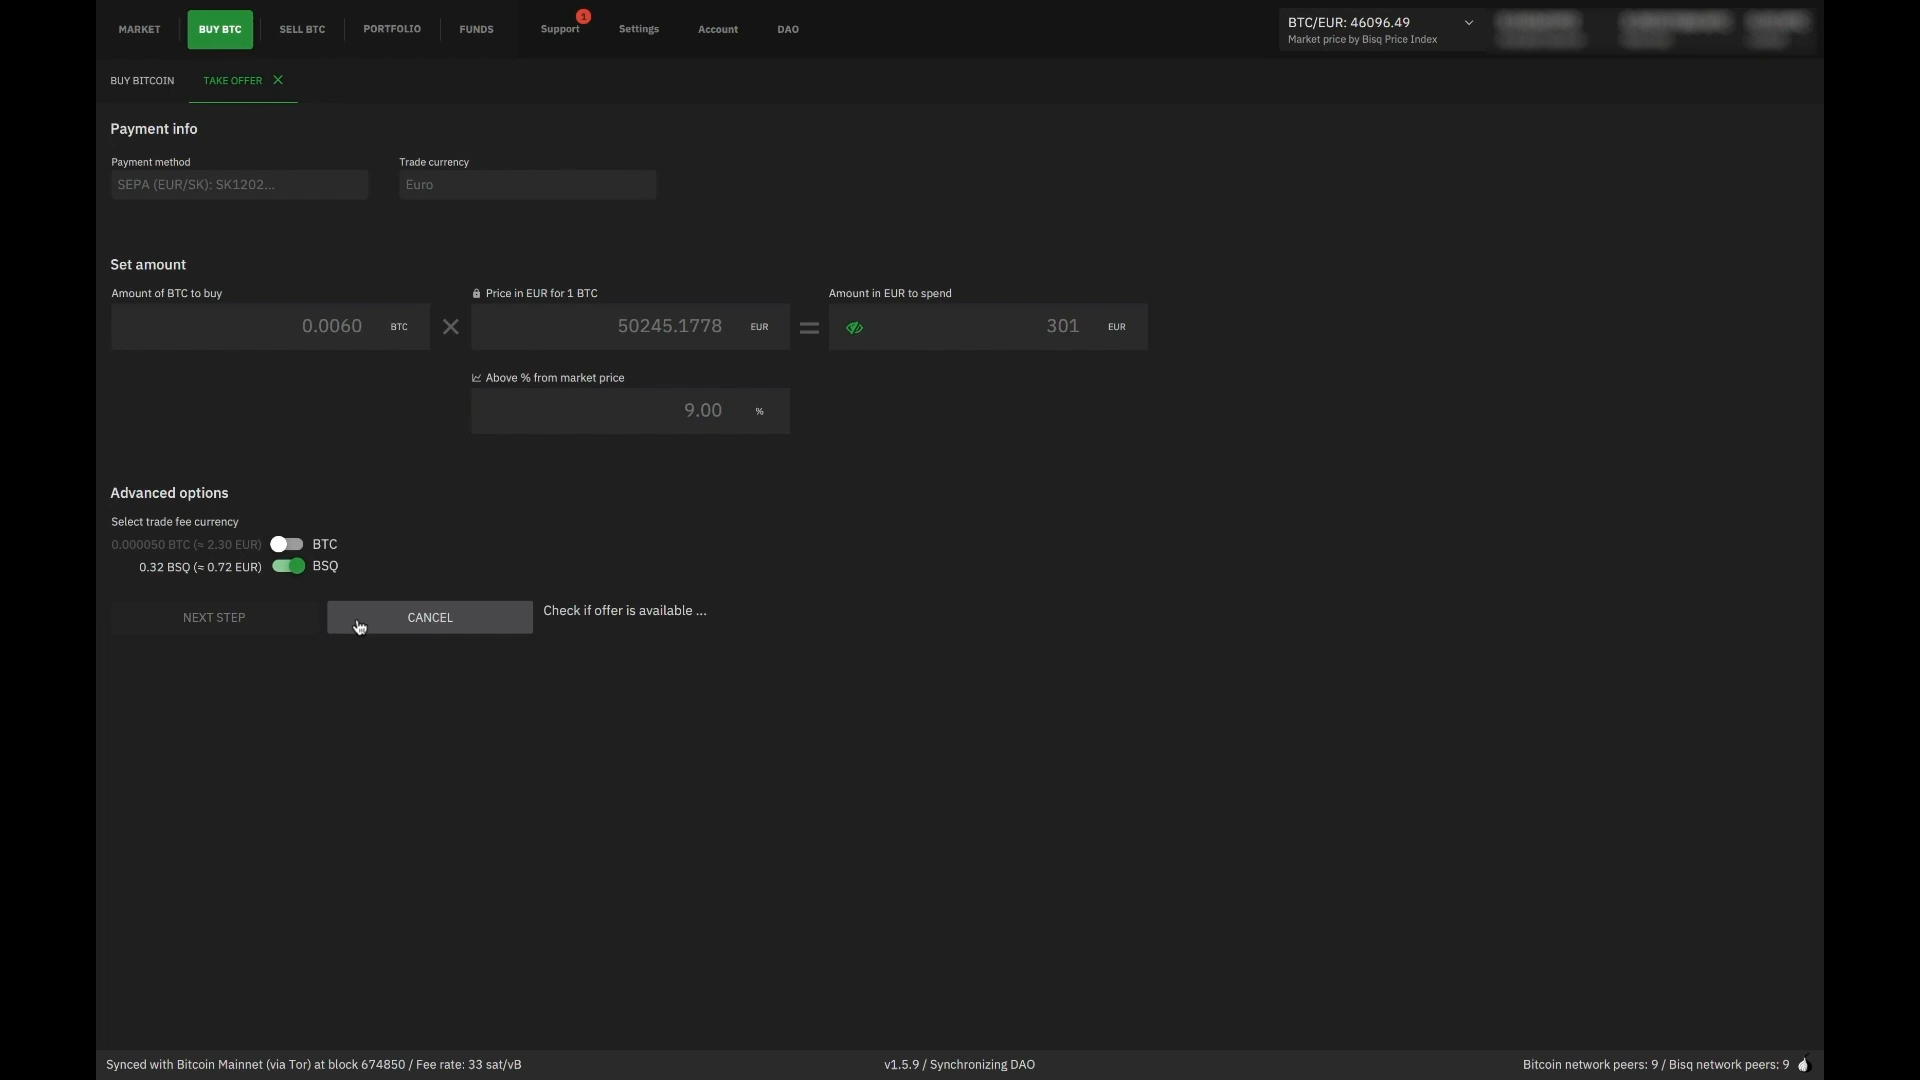 MARKET
BUY BTC
SELL BTC
PORTFOLIO
FUNDS
Support
1
Settings
Account
DAO
BTC/EUR: 46096.49
Market price by Bisq Price Index
BUY BITCOIN
TAKE OFFER
Payment info
Payment method
Trade currency
SEPA (EUR/SK): SK1202...
Euro
Set amount
Amount of BTC to buy
Price in EUR for 1 BTC
Amount in EUR to spend
0.0060 BTC
50245.1778 EUR
301 EUR
Above % from market price
9.00 %
Advanced options
Select trade fee currency
0.000050 BTC (≈ 2.30 EUR) BTC
0.32 BSQ (≈ 0.72 EUR) BSQ
NEXT STEP
CANCEL
Check if offer is available ...
Synced with Bitcoin Mainnet (via Tor) at block 674850 / Fee rate: 33 sat/vB
v1.5.9 / Synchronizing DAO
Bitcoin network peers: 9 / Bisq network peers: 9